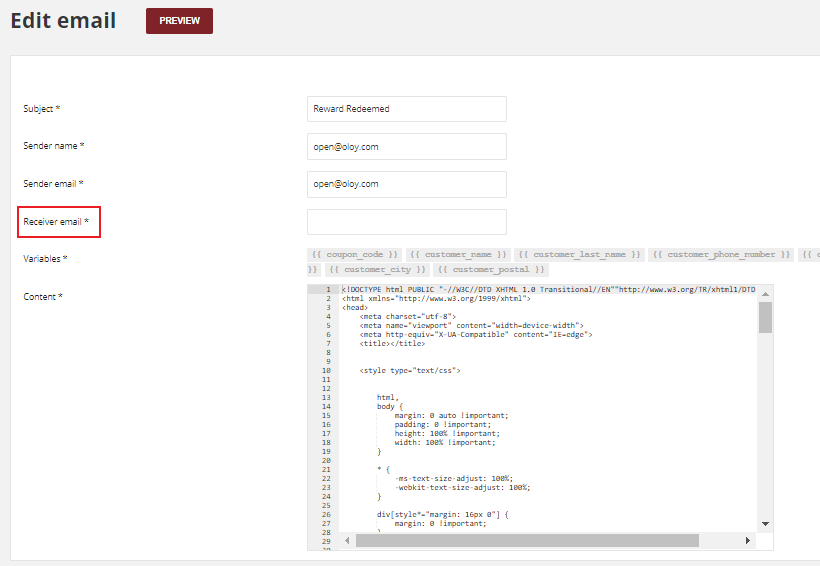 Edit email
PREVIEW
Subject *
Reward Redeemed
Sender name *
open@oloy.com
Sender email *
open@oloy.com
Receiver email *
Variables *
{{ coupon_code }} {{ customer_name }} {{ customer_last_name }} {{ customer_phone_number }} {{
}} {{ customer_city }} {{ customer_postal }}
Content *
1 <!DOCTYPE html PUBLIC "-//W3C//DTD XHTML 1.0 Transitional//EN""http://www.w3.org/TR/xhtml1/DTD
2 <html xmlns="http://www.w3.org/1999/xhtml">
3 <head>
4 <meta charset="utf-8">
5 <meta name="viewport" content="width=device-width">
6 <meta http-equiv="X-UA-Compatible" content="IE=edge">
7 <title></title>
8
9
10 <style type="text/css">
11
12
13 html,
14 body {
15 margin: 0 auto !important;
16 padding: 0 !important;
17 height: 100% !important;
18 width: 100% !important;
19 }
20
21 * {
22 -ms-text-size-adjust: 100%;
23 -webkit-text-size-adjust: 100%;
24 }
25
26 div[style*="margin: 16px 0"] {
27 margin: 0 !important;
28 }
29